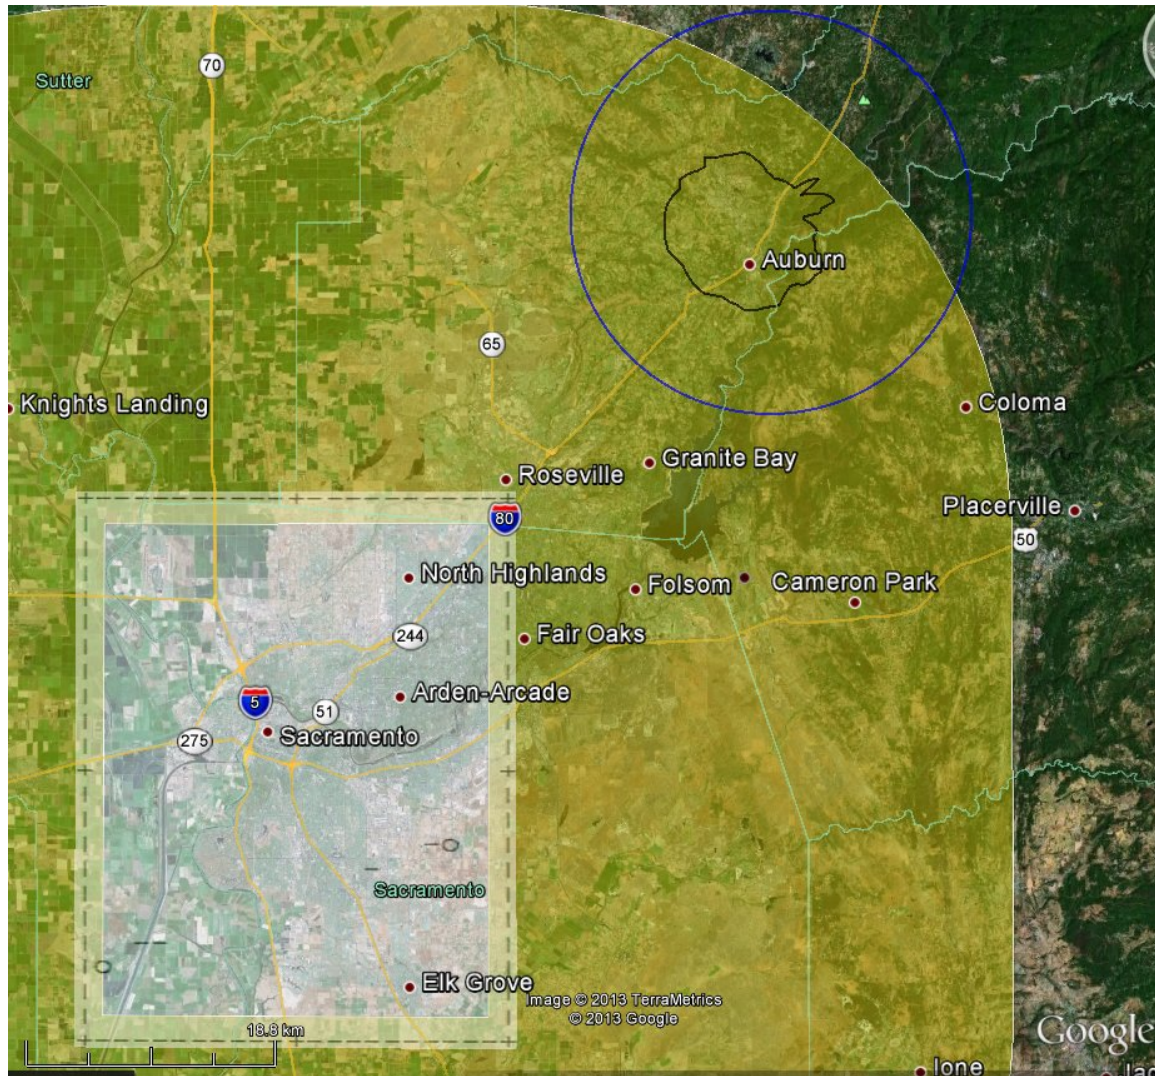 70
Sutter
65
Auburn
Knights Landing
Coloma
Granite Bay
Roseville
Placerville
80
50
North Highlands
Folsom
Cameron Park
244
Fair Oaks
Arden-Arcade
5
51
Sacramento
275
Sacramento
Elk Grove
Image © 2013 TerraMetrics
© 2013 Google
18.8 km
Google
Ione